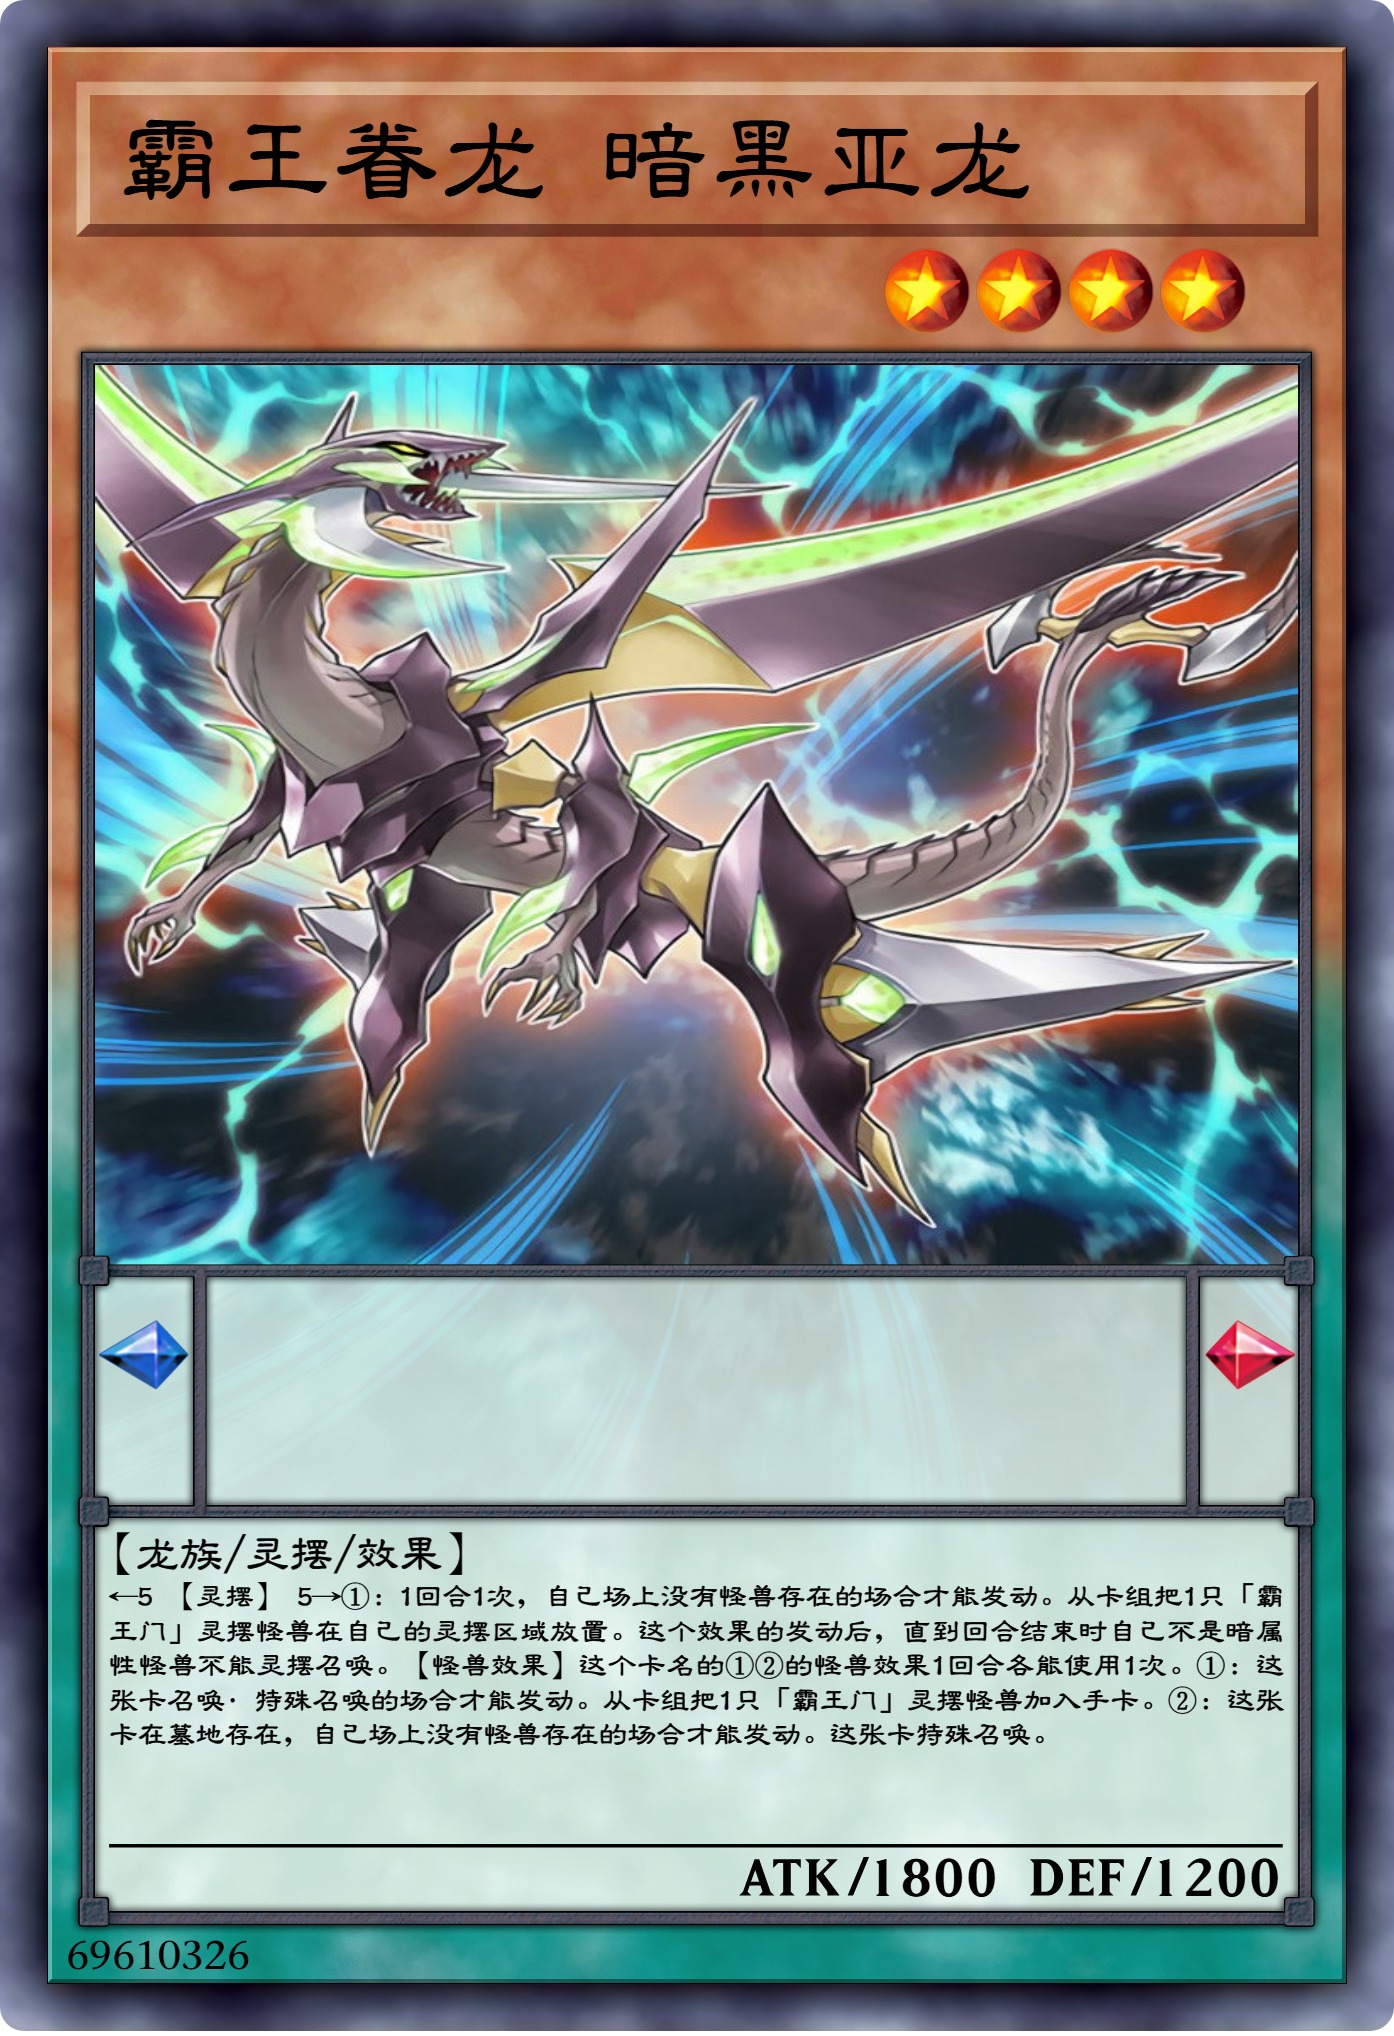 霸王眷龙 暗黑亚龙
【龙族/灵摆/效果】
←5 【灵摆】 5→①：1回合1次，自己场上没有怪兽存在的场合才能发动。从卡组把1只「霸
王门」灵摆怪兽在自己的灵摆区域放置。这个效果的发动后，直到回合结束时自己不是暗属
性怪兽不能灵摆召唤。【怪兽效果】这个卡名的①②的怪兽效果1回合各能使用1次。①：这
张卡召唤·特殊召唤的场合才能发动。从卡组把1只「霸王门」灵摆怪兽加入手卡。②：这张
卡在墓地存在，自己场上没有怪兽存在的场合才能发动。这张卡特殊召唤。
ATK/1800 DEF/1200
69610326